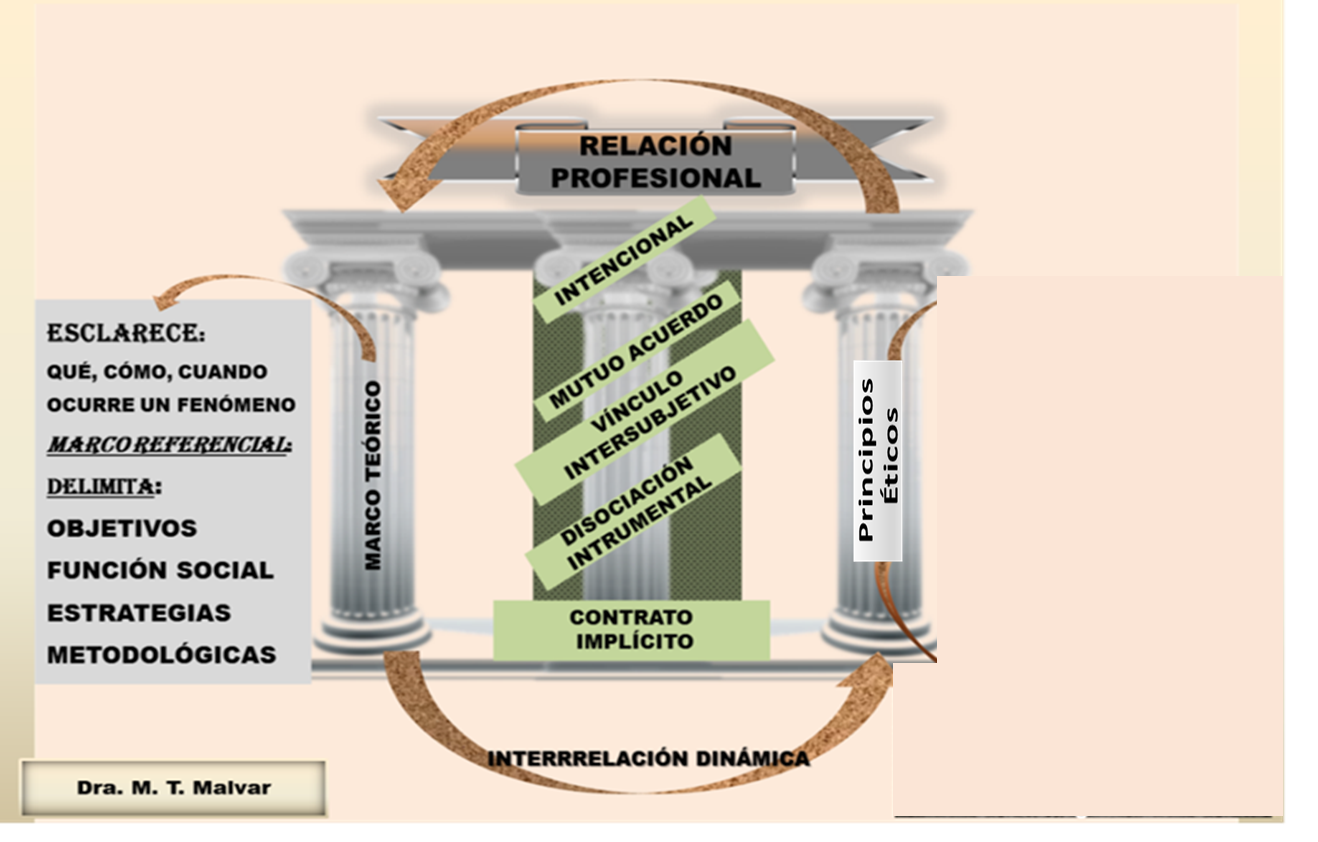 RELACIÓN
PROFESIONAL
INTENCIONAL
MUTUO ACUERDO
VÍNCULO
INTERSUBJETIVO
DISOCIACIÓN
INTRUMENTAL
CONTRATO
IMPLÍCITO
ESCLARECE:
QUÉ, CÓMO, CUANDO
OCURRE UN FENÓMENO
MARCO REFERENCIAL:
DELIMITA:
OBJETIVOS
FUNCIÓN SOCIAL
ESTRATEGIAS
METODOLÓGICAS
MARCO TEÓRICO
Principios
Éticos
INTERRRELACIÓN DINÁMICA
Dra. M. T. Malvar